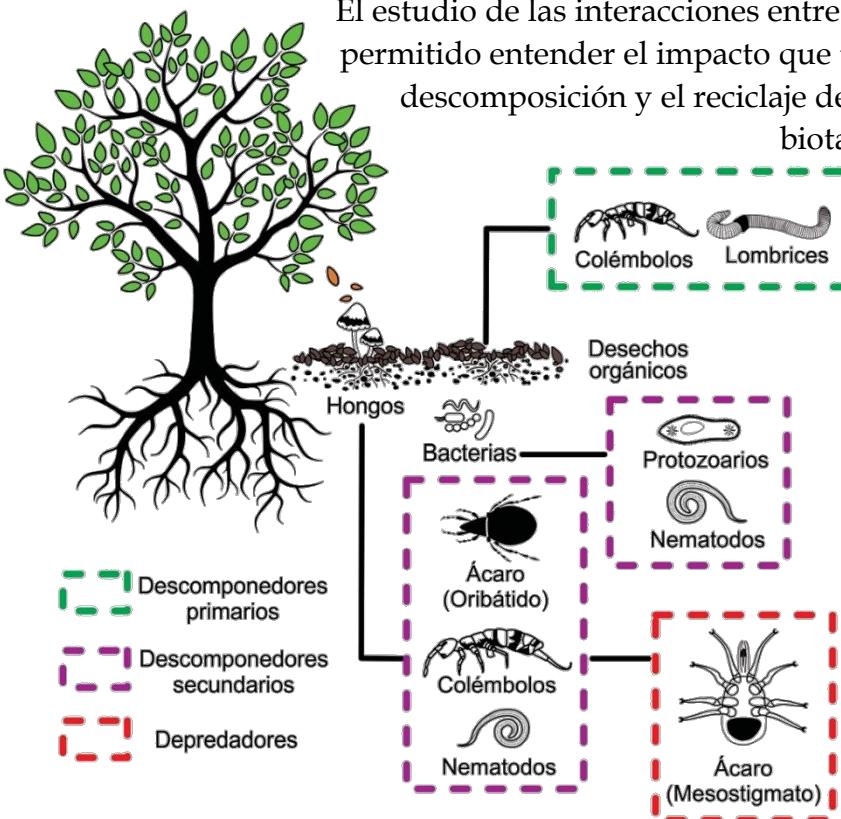 El estudio de las interacciones entre
permitido entender el impacto que
descomposición y el reciclaje de
biota
Colémbolos
Lombrices
Desechos
orgánicos
Hongos
Bacterias
Protozoarios
Nematodos
Ácaro
(Oribátido)
Colémbolos
Nematodos
Ácaro
(Mesostigmato)
Descomponedores
primarios
Descomponedores
secundarios
Depredadores